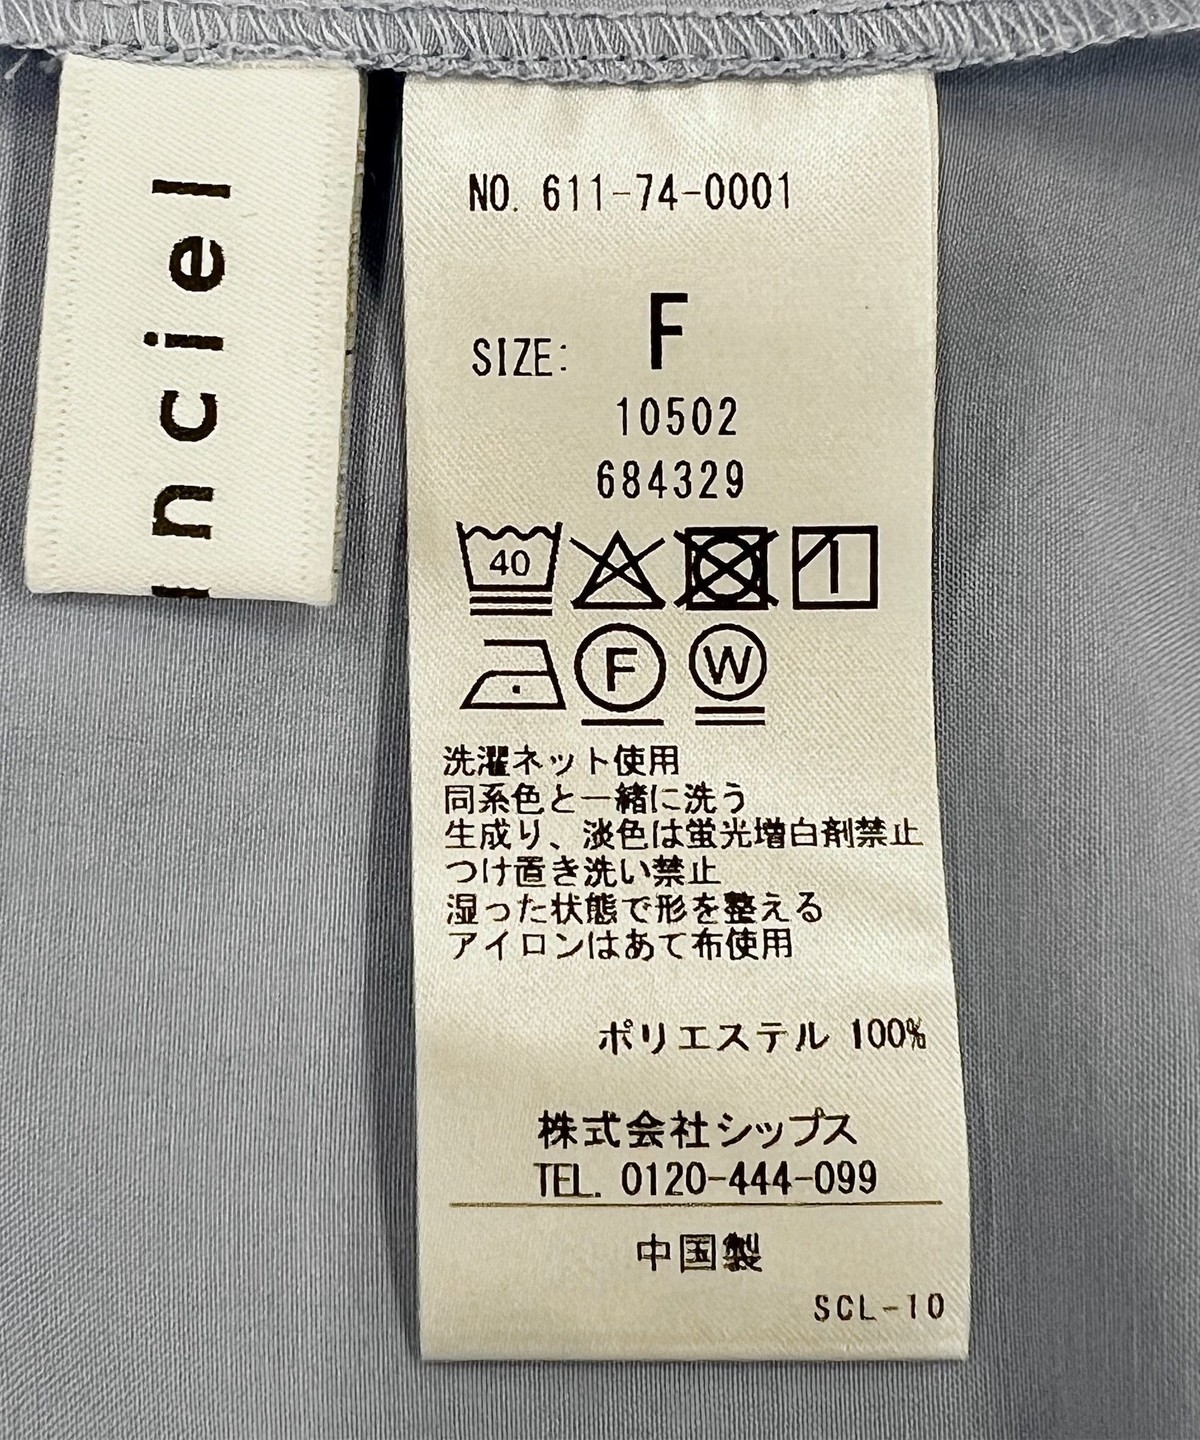 nciel
NO. 611-74-0001
SIZE: F
10502
684329
40
1
F
W
洗濯ネット使用
同系色と一緒に洗う
生成り、淡色は蛍光増白剤禁止
つけ置き洗い禁止
湿った状態で形を整える
アイロンはあて布使用
ポリエステル 100%
株式会社シップス
TEL. 0120-444-099
中国製
SCL-10